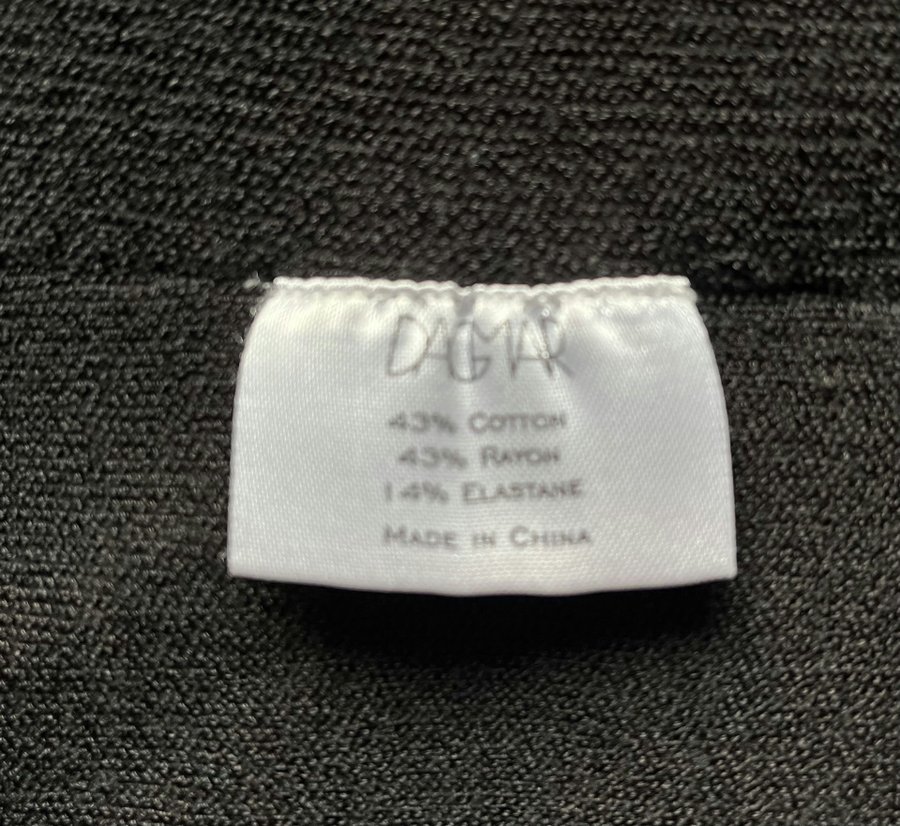 DAGMAR
43% COTTON
43% RAYON
14% ELASTANE
MADE IN CHINA